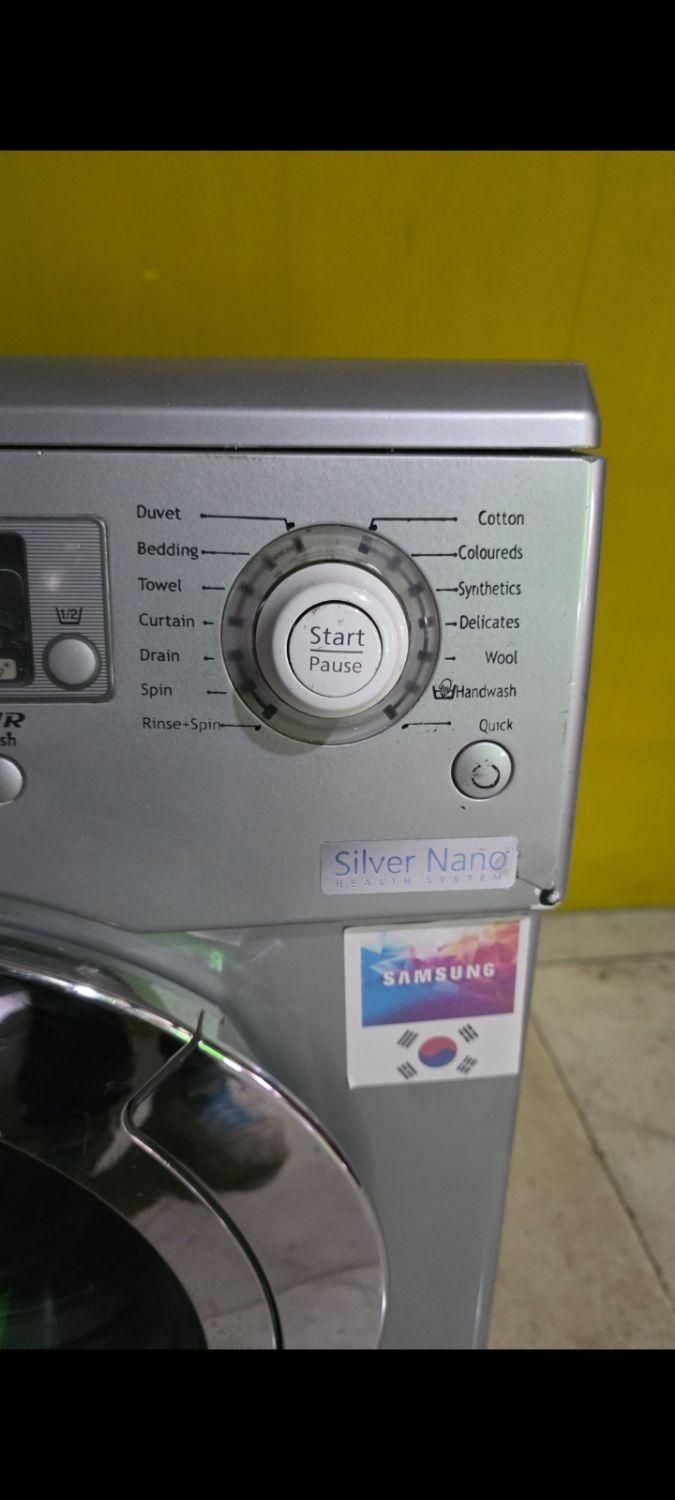 Duvet
Bedding
Towel
Curtain
Drain
Spin
Rinse+Spin
Cotton
Coloureds
Synthetics
Delicates
Wool
Handwash
Quick
Start
Pause
1/2
Silver Nano
HEALTH SYSTEM
SAMSUNG